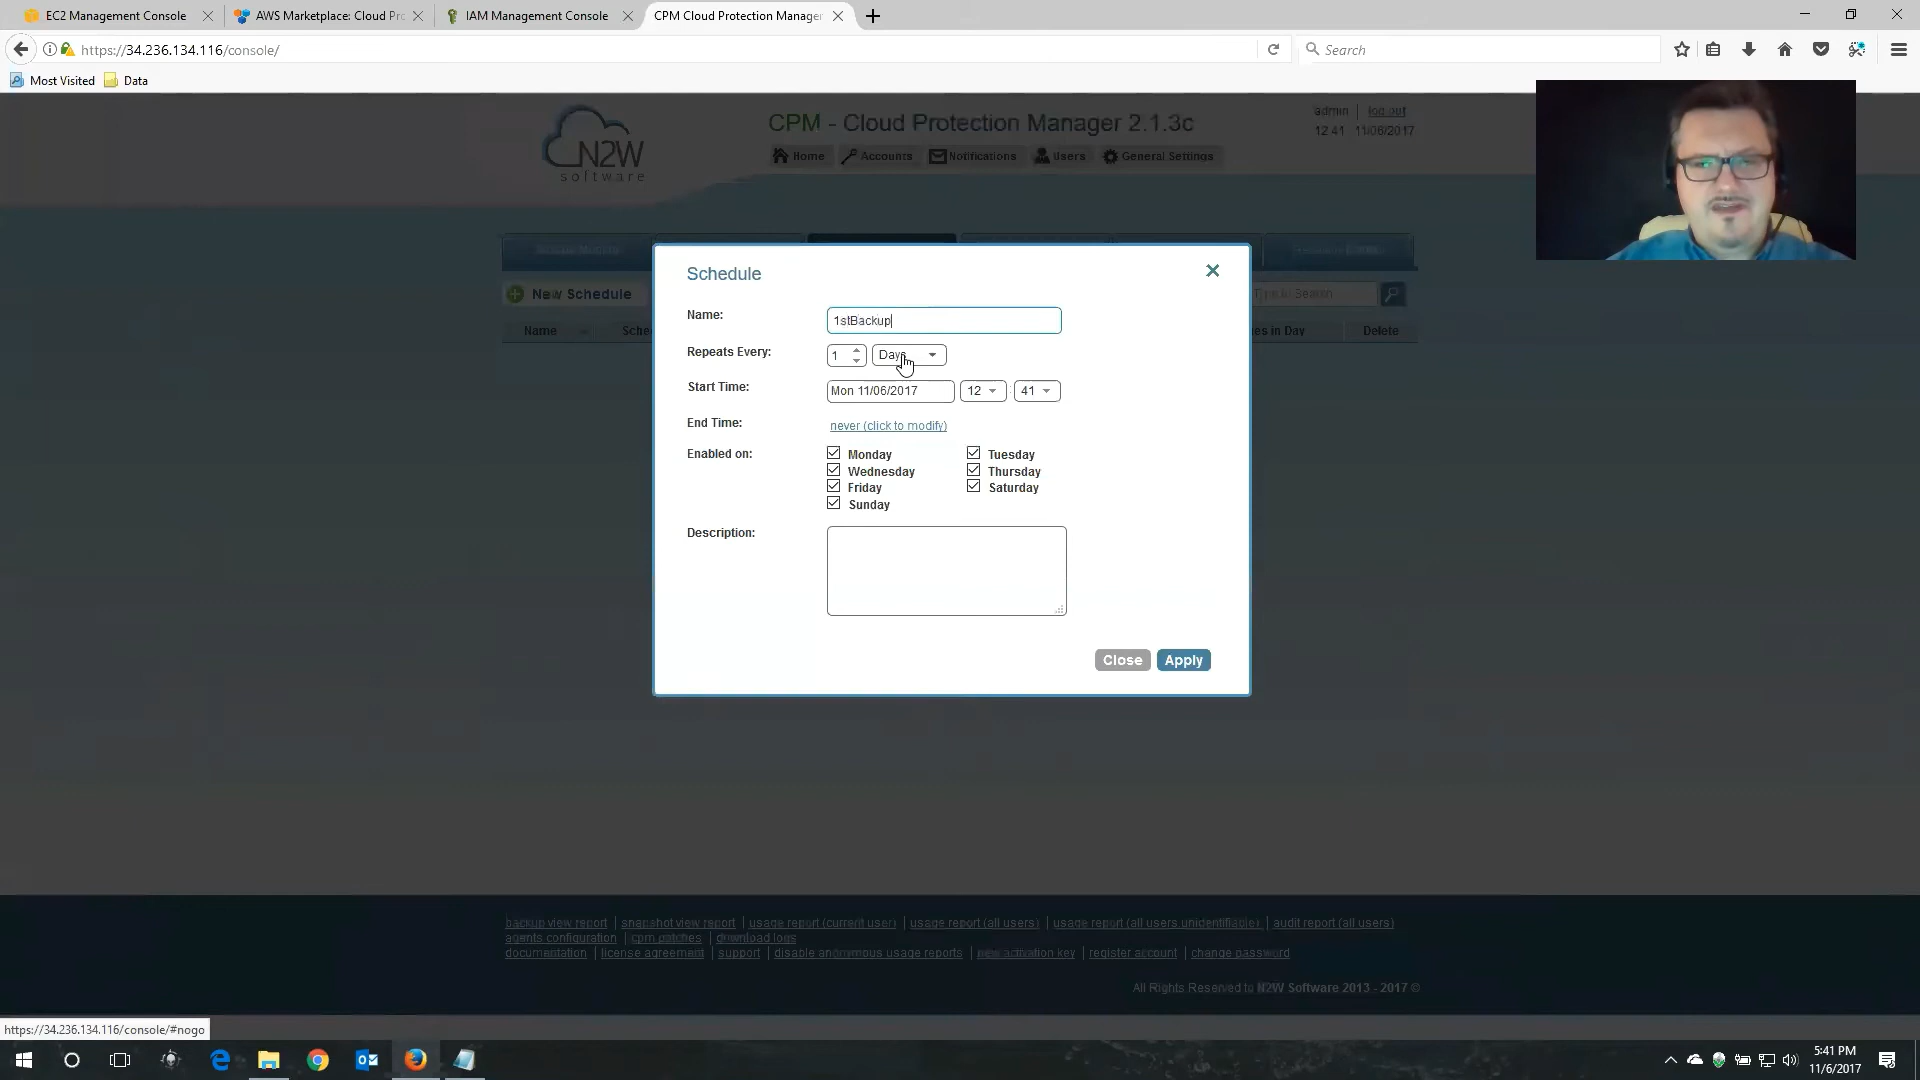 EC2 Management Console
AWS Marketplace: Cloud Pr
IAM Management Console
CPM Cloud Protection Manager
https://34.236.134.116/console/
Search
Most Visited
Data
N2W
software
CPM - Cloud Protection Manager 2.1.3c
admin
log out
12:41 11/06/2017
Home
Accounts
Notifications
Users
General Settings
New Schedule
Type to Search
Name
Sche
es in Day
Delete
Schedule
Name:
1stBackup
Repeats Every:
1
Days
Start Time:
Mon 11/06/2017
12
:
41
End Time:
never (click to modify)
Enabled on:
Monday
Tuesday
Wednesday
Thursday
Friday
Saturday
Sunday
Description:
Close
Apply
backup view report | snapshot view report | usage report (current user) | usage report (all users) | usage report (all users,unidentifiable) | audit report (all users)
agents configuration | cpm patches | download logs
documentation | license agreement | support | disable anonymous usage reports | new activation key | register account | change password
All Rights Reserved to N2W Software 2013 - 2017 ©
https://34.236.134.116/console/#nogo
5:41 PM
11/6/2017